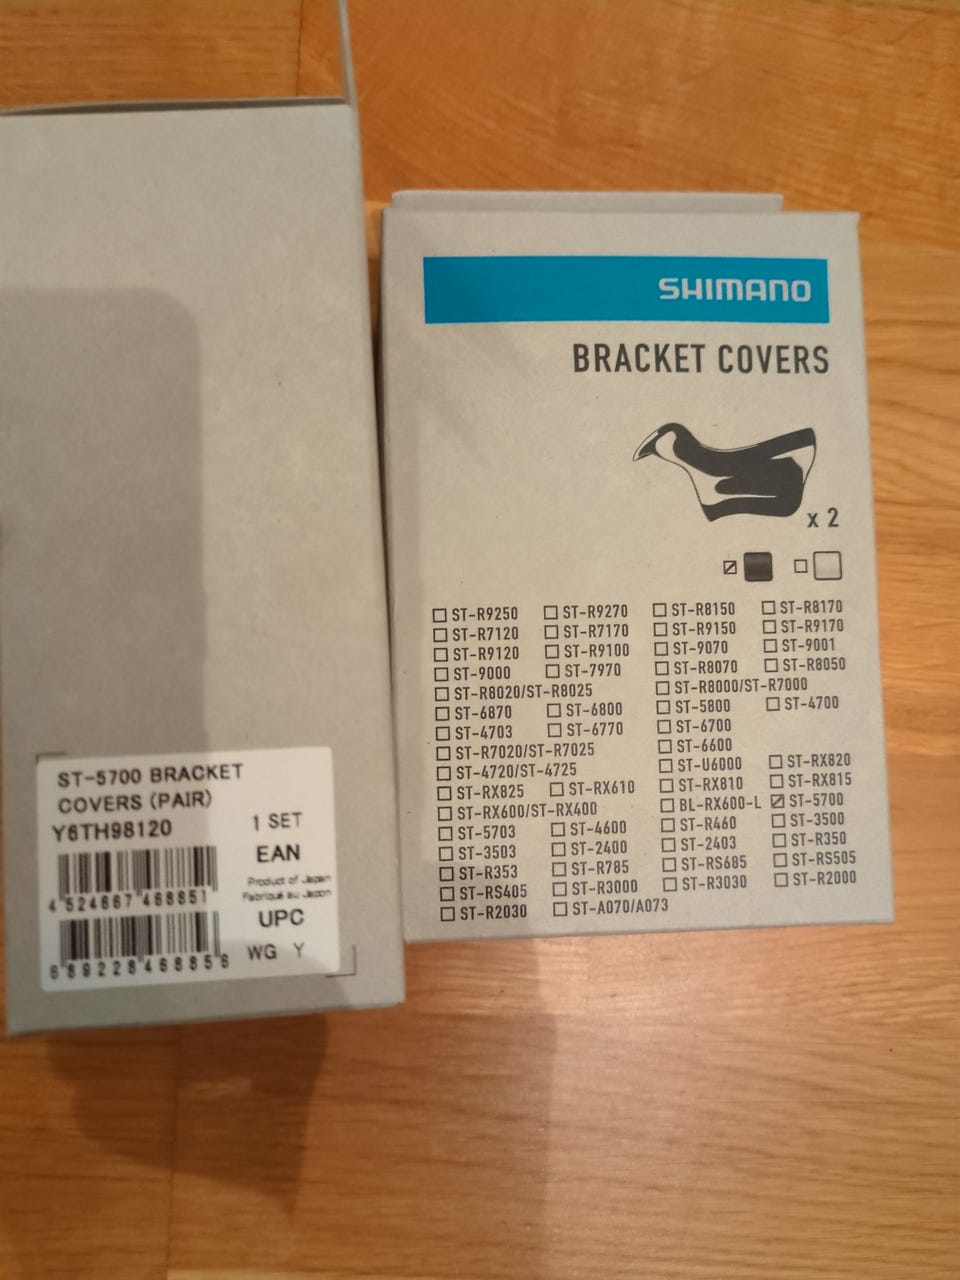 ST-5700 BRACKET
COVERS (PAIR)
Y6TH98120
1 SET
EAN
Product of Japan
Fabriqué au Japon
4 524667 468851
UPC
6 89228 46885 6
WG Y
SHIMANO
BRACKET COVERS
x 2
ST-R9250 ST-R9270 ST-R8150 ST-R8170
ST-R7120 ST-R7170 ST-R9150 ST-R9170
ST-R9120 ST-R9100 ST-9070 ST-9001
ST-9000 ST-7970 ST-R8070 ST-R8050
ST-R8020/ST-R8025 ST-R8000/ST-R7000
ST-6870 ST-6800 ST-5800 ST-4700
ST-4703 ST-6770 ST-6700
ST-R7020/ST-R7025 ST-6600
ST-4720/ST-4725 ST-U6000 ST-RX820
ST-RX825 ST-RX610 ST-RX810 ST-RX815
ST-RX600/ST-RX400 BL-RX600-L ST-5700
ST-5703 ST-4600 ST-R460 ST-3500
ST-3503 ST-2400 ST-2403 ST-R350
ST-R353 ST-R785 ST-RS685 ST-RS505
ST-RS405 ST-R3000 ST-R3030 ST-R2000
ST-R2030 ST-A070/A073